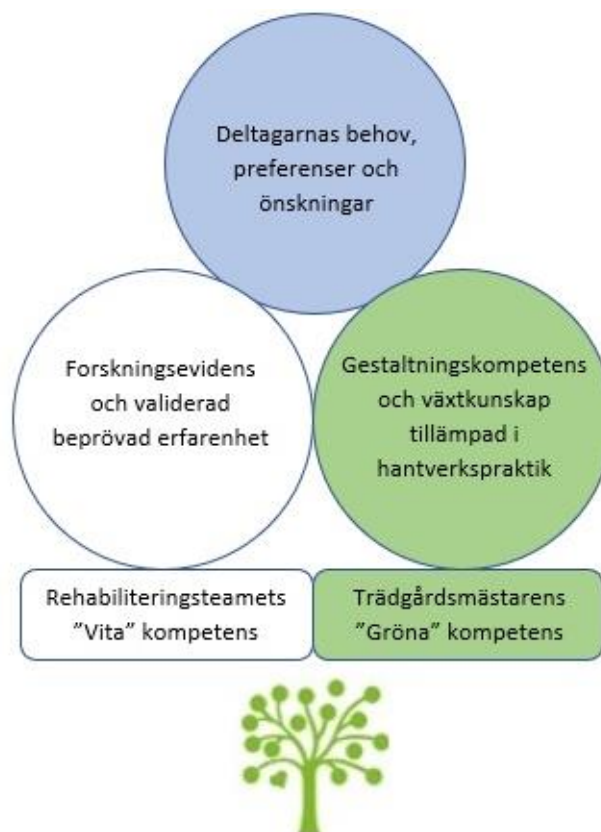 Deltagarnas behov,
preferenser och
önskningar
Forskningsevidens
och validerad
beprövad erfarenhet
Gestaltningskompetens
och växtkunskap
tillämpad i
hantverkspraktik
Rehabiliteringsteamets
”Vita” kompetens
Trädgårdsmästarens
”Gröna” kompetens